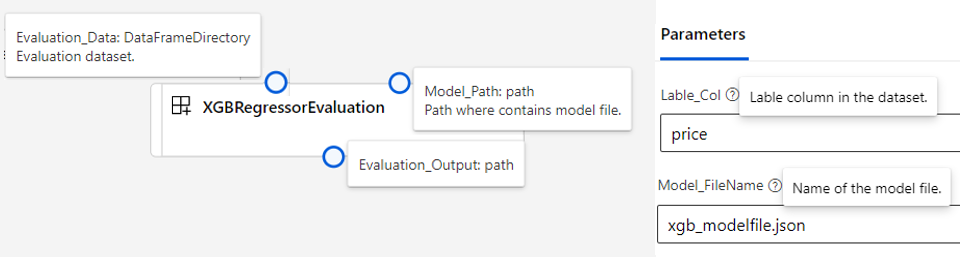 Evaluation_Data: DataFrameDirectory
Evaluation dataset.
XGBRegressorEvaluation
Model_Path: path
Path where contains model file.
Evaluation_Output: path
Parameters
Lable_Col
Lable column in the dataset.
price
Model_FileName
Name of the model file.
xgb_modelfile.json